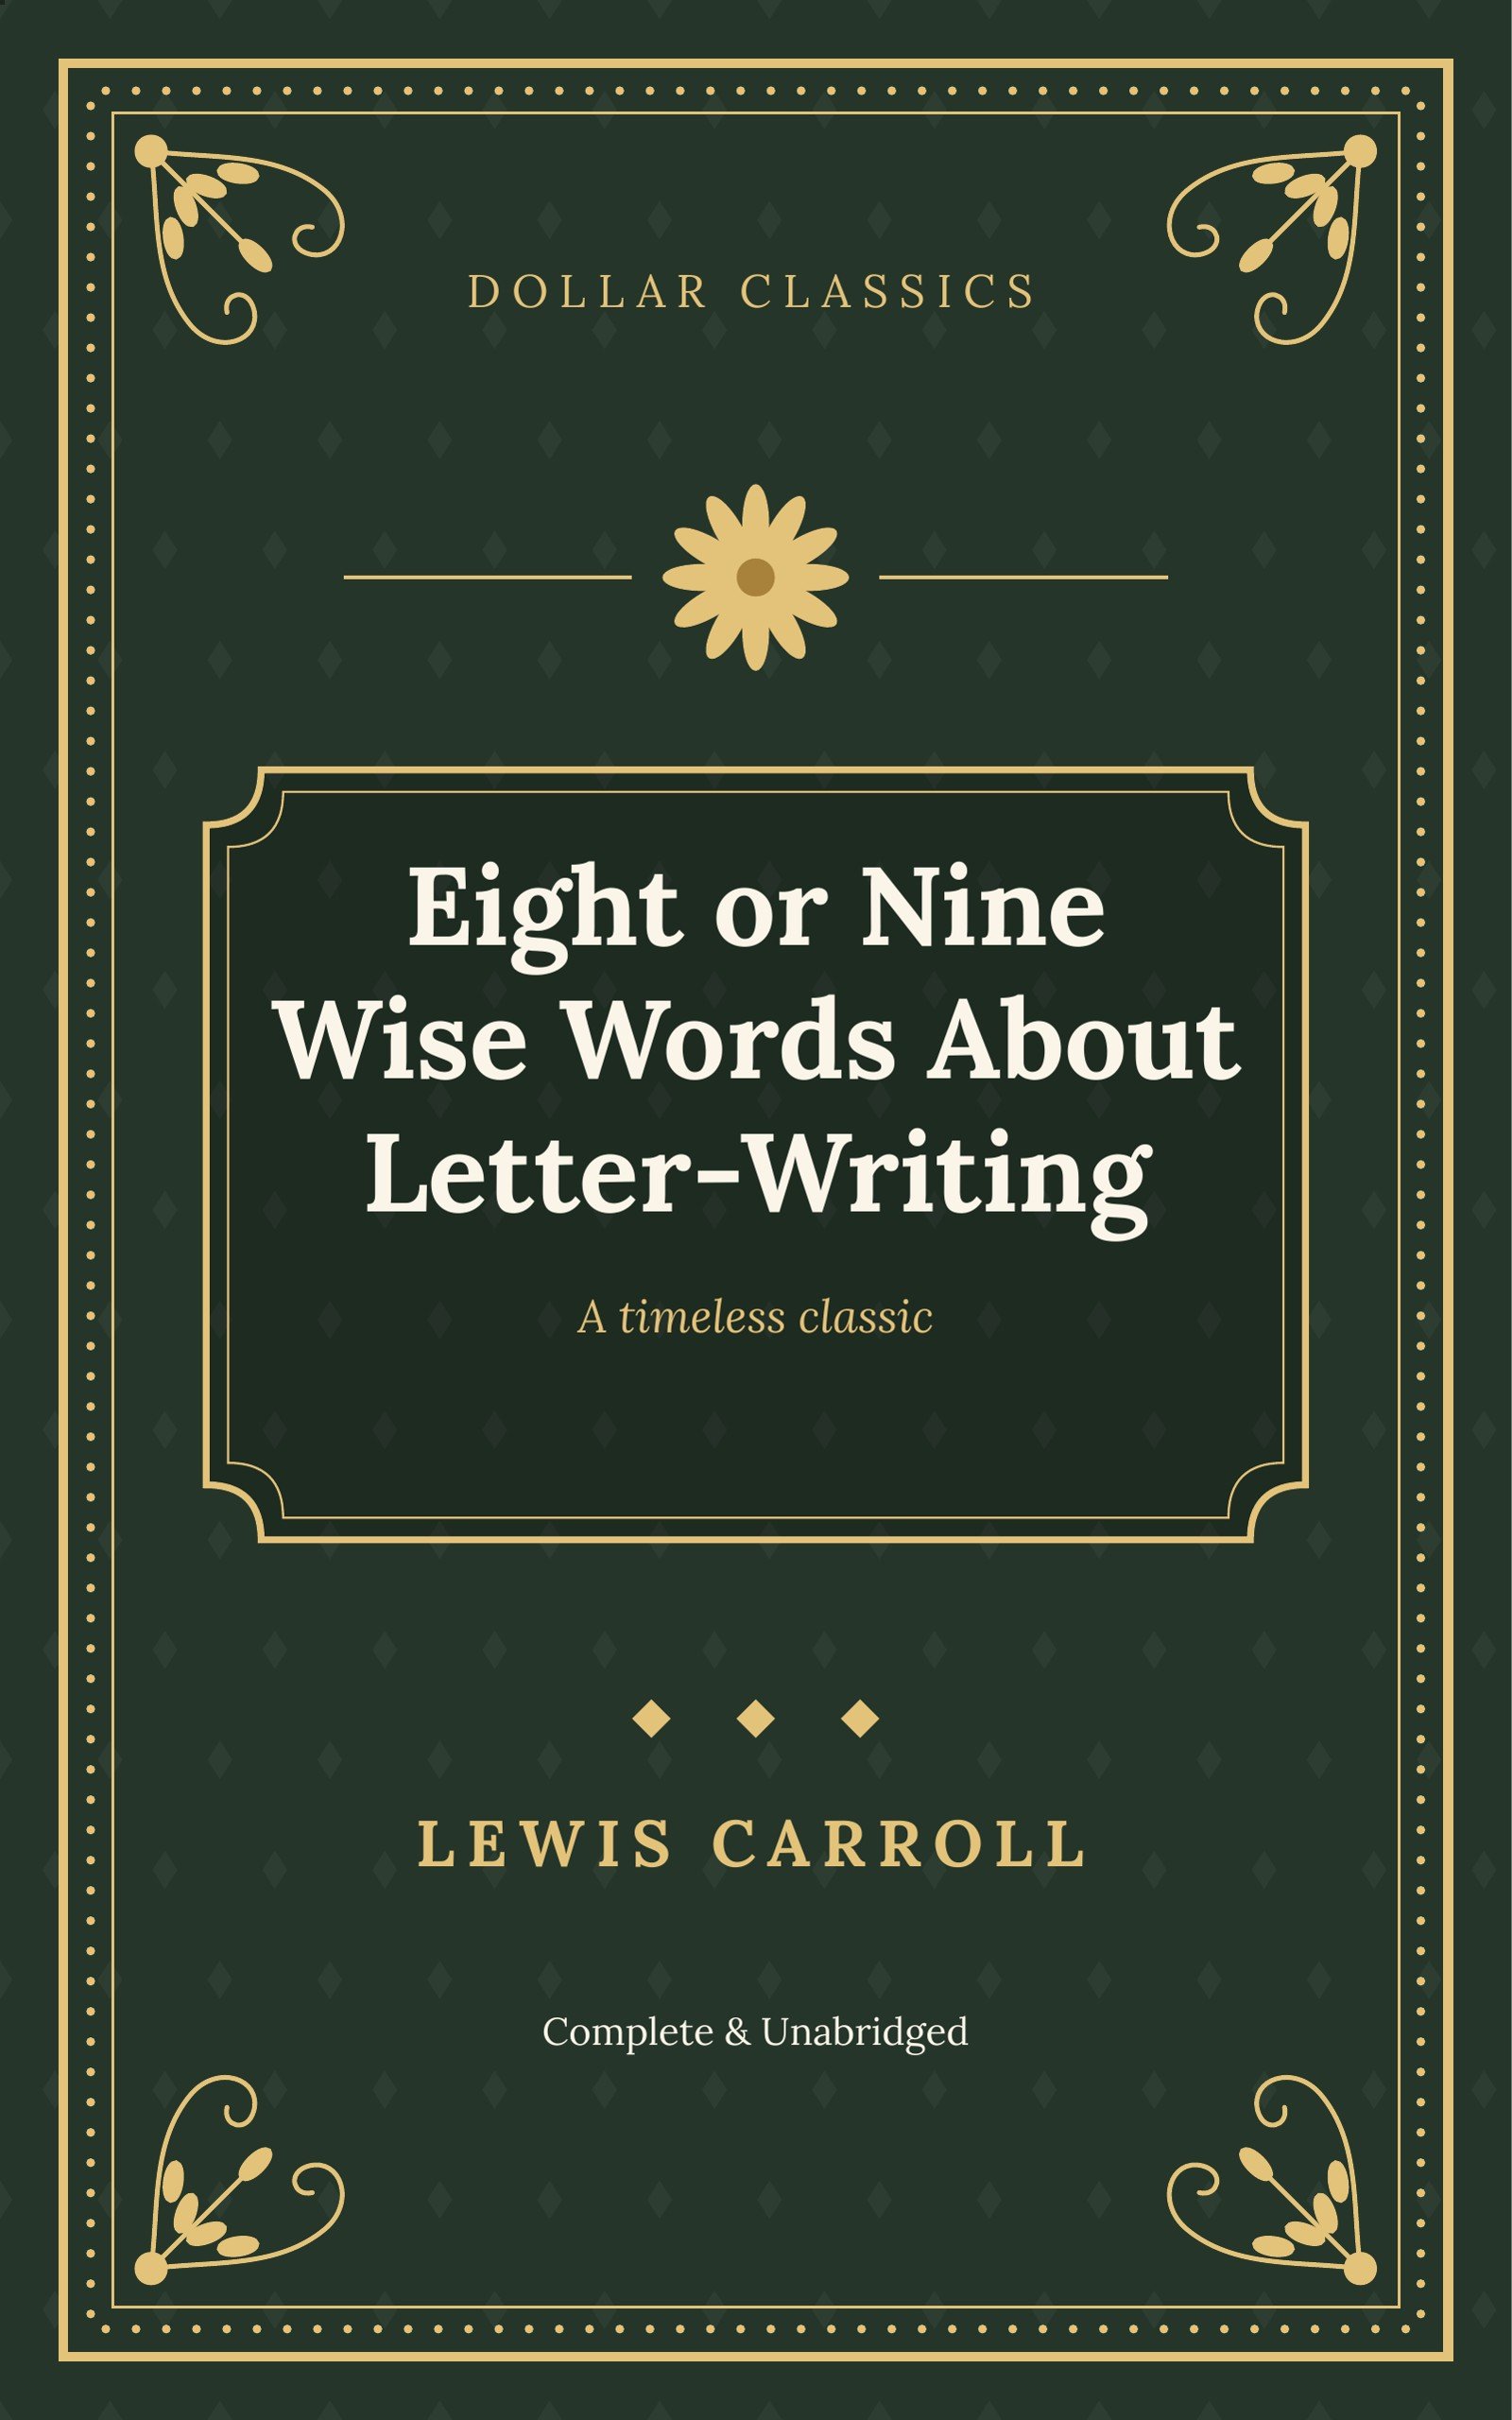 DOLLAR CLASSICS
Eight or Nine
Wise Words About
Letter-Writing
A timeless classic
LEWIS CARROLL
Complete & Unabridged